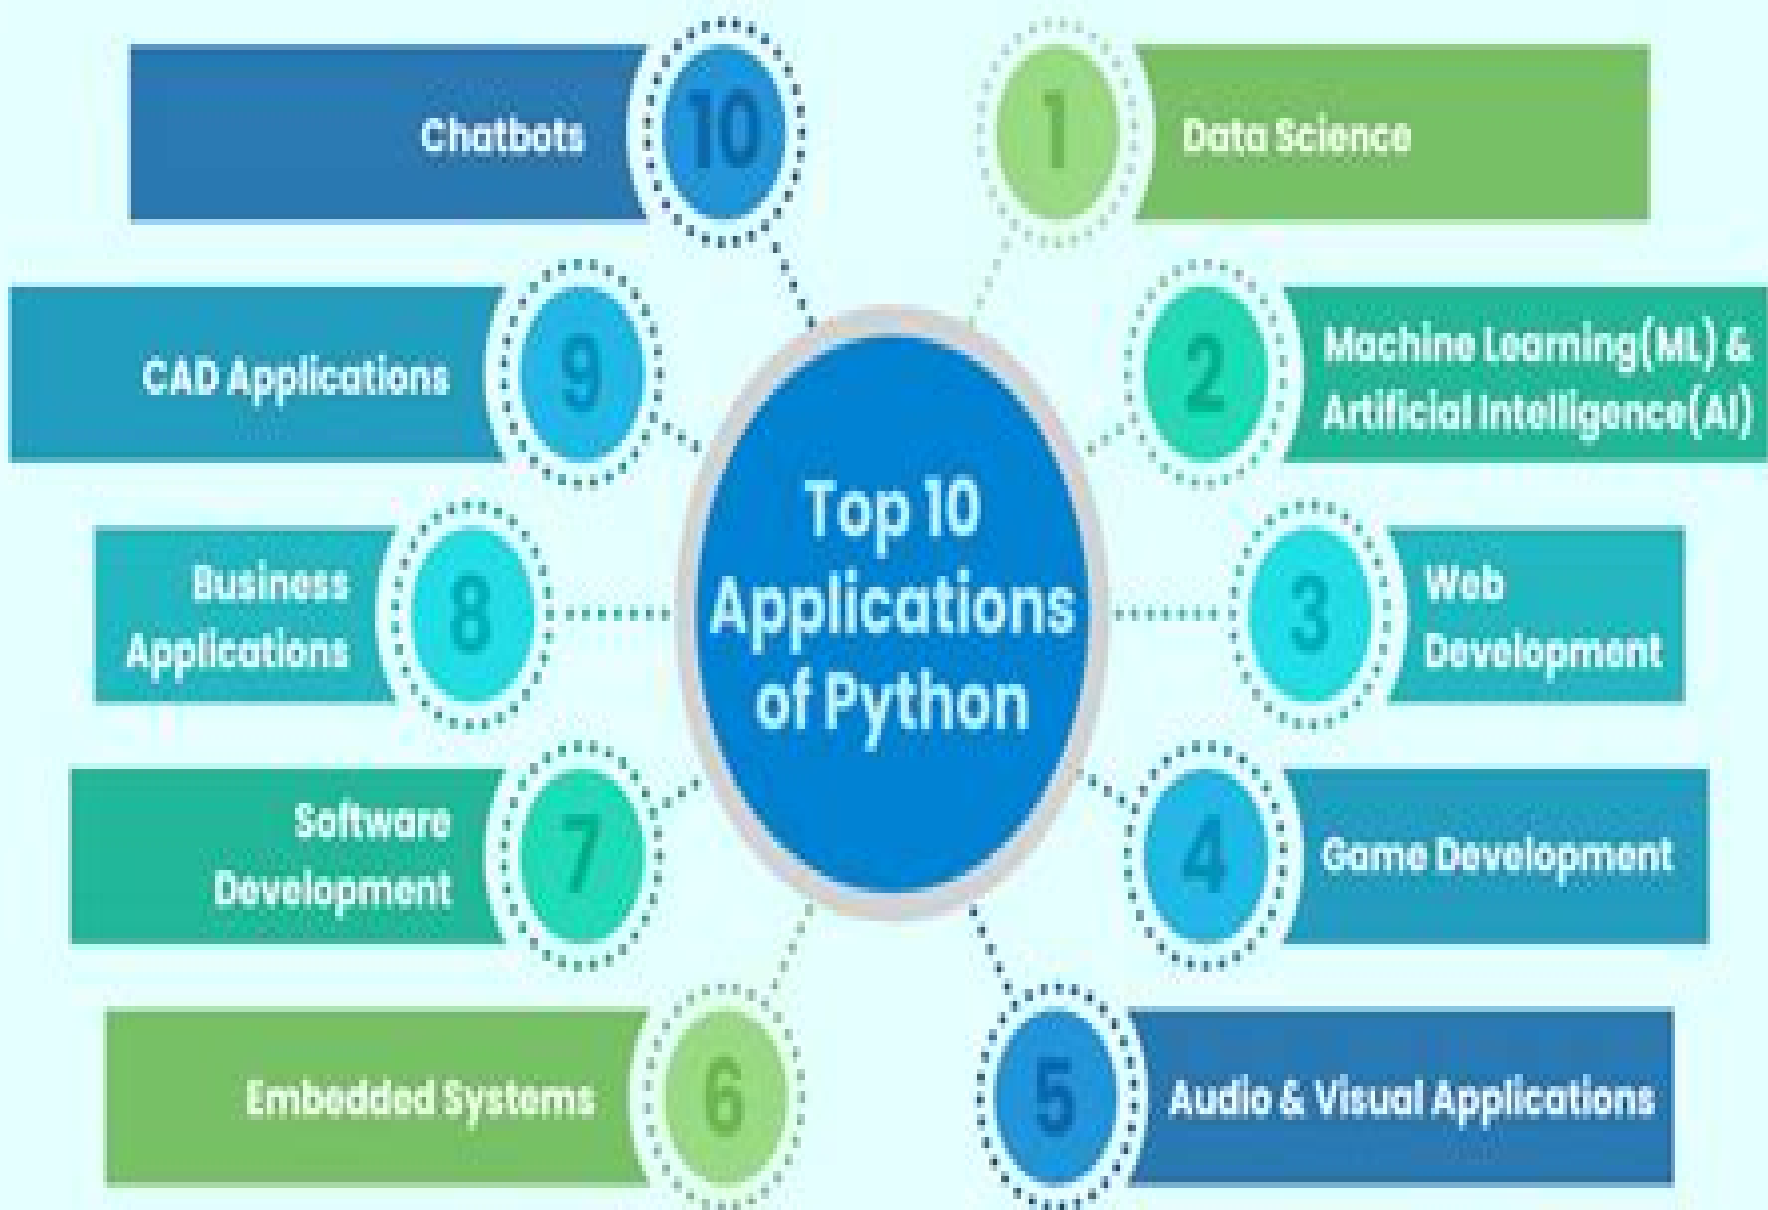 Top 10
Applications
of Python
1
Data Science
2
Machine Learning(ML) &
Artificial Intelligence(AI)
3
Web
Development
4
Game Development
5
Audio & Visual Applications
6
Embedded Systems
7
Software
Development
8
Business
Applications
9
CAD Applications
10
Chatbots